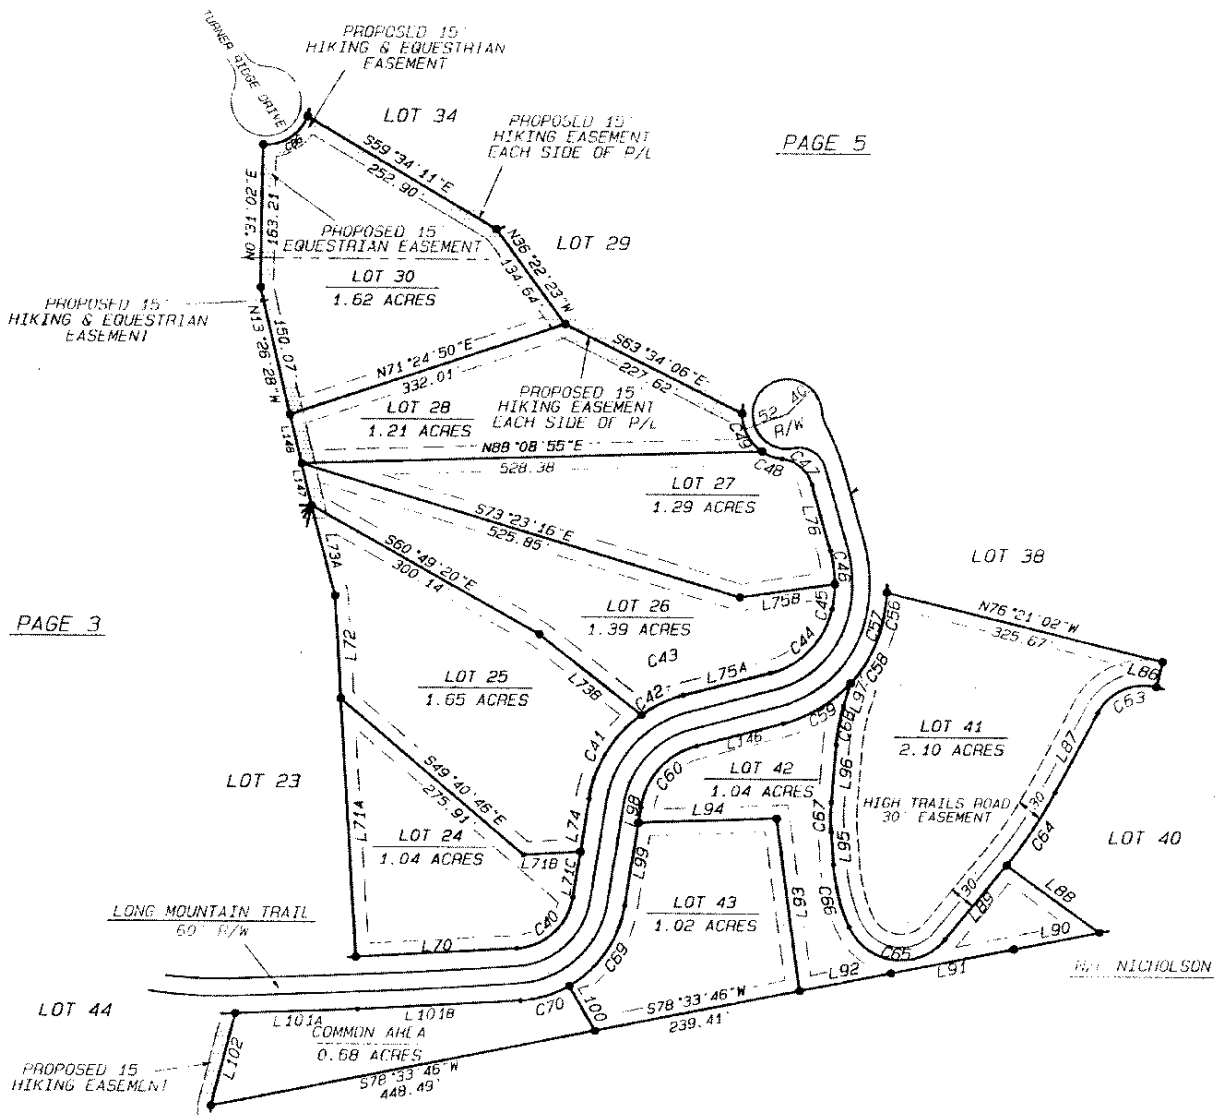 TURNER RIDGE DRIVE
PROPOSED 15'
HIKING & EQUESTRIAN
EASEMENT
LOT 34
PROPOSED 15'
HIKING EASEMENT
EACH SIDE OF P/L
PAGE 5
S59°34'11"E
252.90'
N0°31'02"E
163.21'
PROPOSED 15'
EQUESTRIAN EASEMENT
N36°22'23"W
134.64'
LOT 29
LOT 30
1.62 ACRES
PROPOSED 15'
HIKING & EQUESTRIAN
EASEMENT
N13°26'28"W
150.07'
N71°24'50"E
332.01'
S63°34'06"E
227.62'
PROPOSED 15'
HIKING EASEMENT
EACH SIDE OF P/L
LOT 28
1.21 ACRES
R/W
C49
C48
C47
L148
N88°08'55"E
528.38'
L147
LOT 27
1.29 ACRES
L76
S73°23'16"E
525.85'
C46
LOT 38
L73A
S60°49'20"E
300.14'
L75B
C45
C56
C57
N76°21'02"W
325.67'
PAGE 3
LOT 26
1.39 ACRES
C44
C43
L72
L75A
C58
L86
LOT 25
1.65 ACRES
L73B
C42
L97
C63
C59
C68
C41
L146
LOT 41
2.10 ACRES
L87
LOT 23
S49°40'46"E
275.91'
C60
LOT 42
1.04 ACRES
L96
L98
L94
HIGH TRAILS ROAD
30' EASEMENT
30'
C67
L71A
LOT 24
1.04 ACRES
L74
L71B
L71C
L99
L95
C64
LOT 40
L93
30'
L88
LONG MOUNTAIN TRAIL
60' R/W
L70
C40
LOT 43
1.02 ACRES
C66
L89
C65
L90
C69
L92
L91
NICHOLSON
LOT 44
L101A
L101B
C70
L100
S78°33'46"W
239.41'
COMMON AREA
0.68 ACRES
L102
PROPOSED 15'
HIKING EASEMENT
S78°33'46"W
448.49'